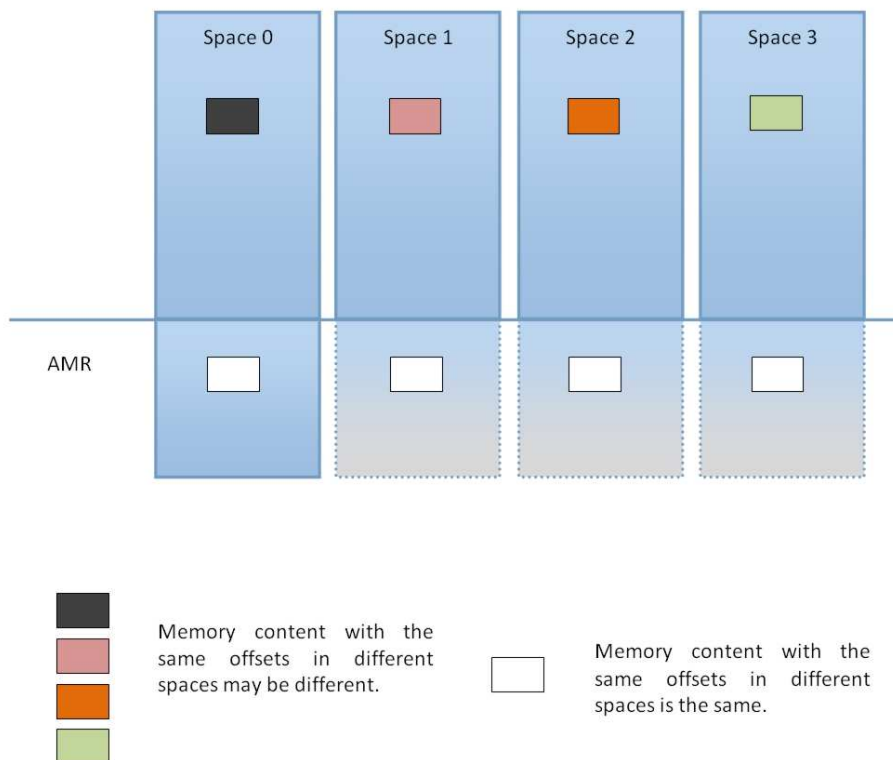 Space 0
Space 1
Space 2
Space 3
AMR
Memory content with the
same offsets in different
spaces may be different.
Memory content with the
same offsets in different
spaces is the same.